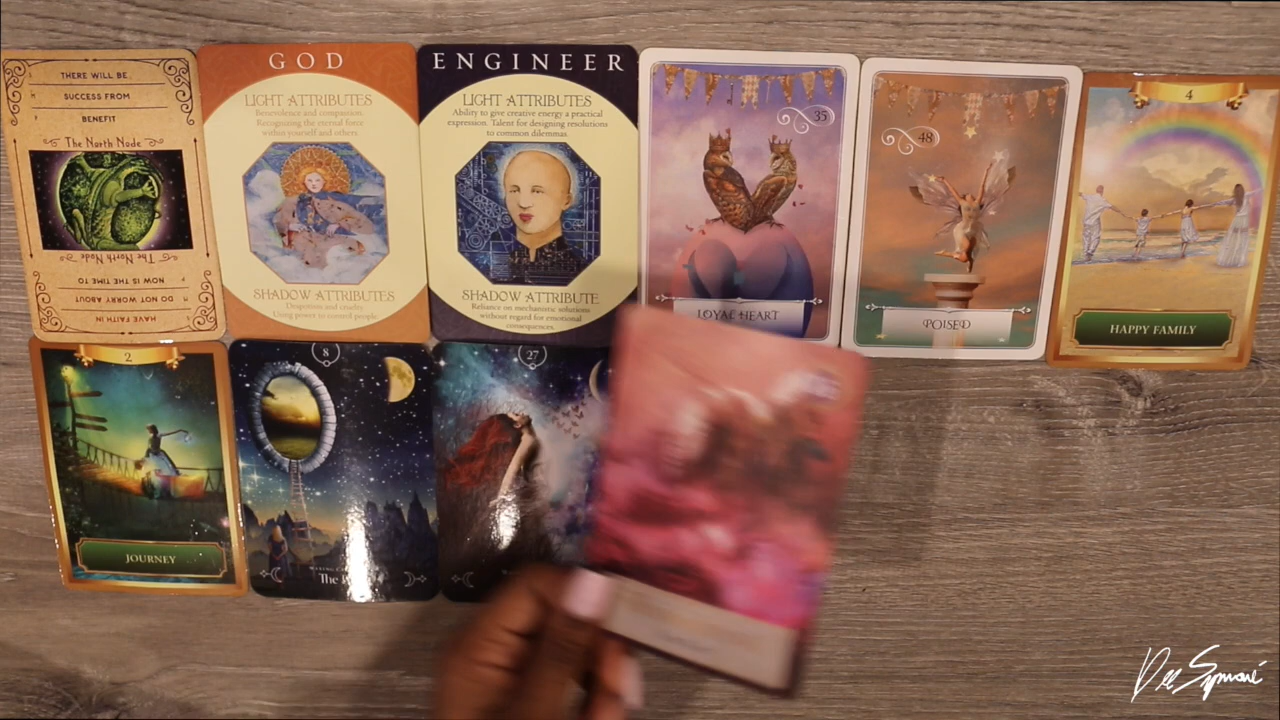 THERE WILL BE
SUCCESS FROM
BENEFIT
The North Node
The North Node
NOW IS THE TIME TO
DO NOT WORRY ABOUT
HAVE FAITH IN
GOD
LIGHT ATTRIBUTES
Benevolence and compassion.
Recognizing the eternal force
within yourself and others.
SHADOW ATTRIBUTES
Despotism and cruelty.
Using power to control people.
ENGINEER
LIGHT ATTRIBUTES
Ability to give creative energy a practical
expression. Talent for designing resolutions
to common dilemmas.
SHADOW ATTRIBUTE
Reliance on mechanistic solutions
without regard for emotional
consequences.
35
LOYAL HEART
48
POISED
4
HAPPY FAMILY
2
JOURNEY
8
The
27
Dee Symoné